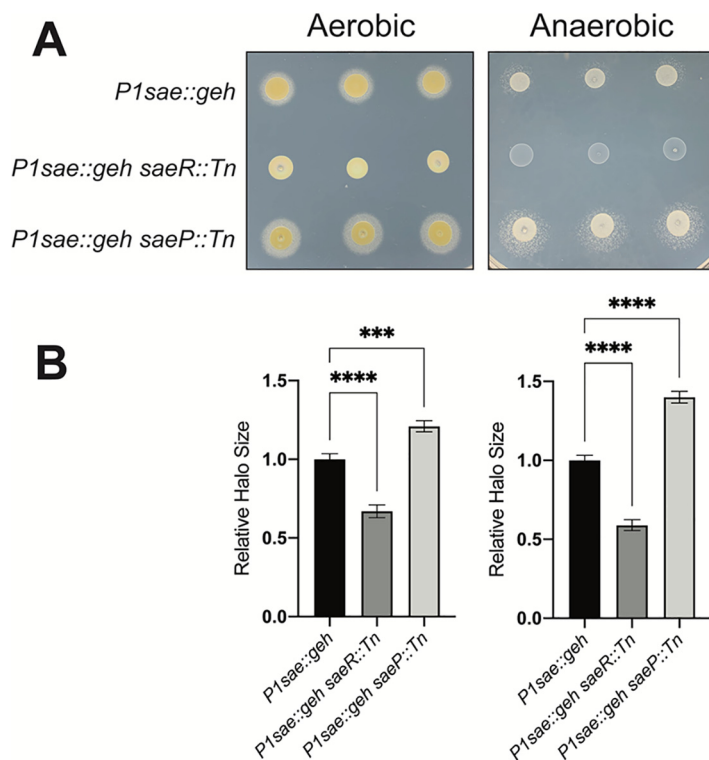 A
Aerobic
Anaerobic
P1sae::geh
P1sae::geh saeR::Tn
P1sae::geh saeP::Tn
B
Relative Halo Size
1.5
1.0
0.5
0.0
***
****
P1sae::geh
P1sae::geh saeR::Tn
P1sae::geh saeP::Tn
Relative Halo Size
1.5
1.0
0.5
0.0
****
****
P1sae::geh
P1sae::geh saeR::Tn
P1sae::geh saeP::Tn